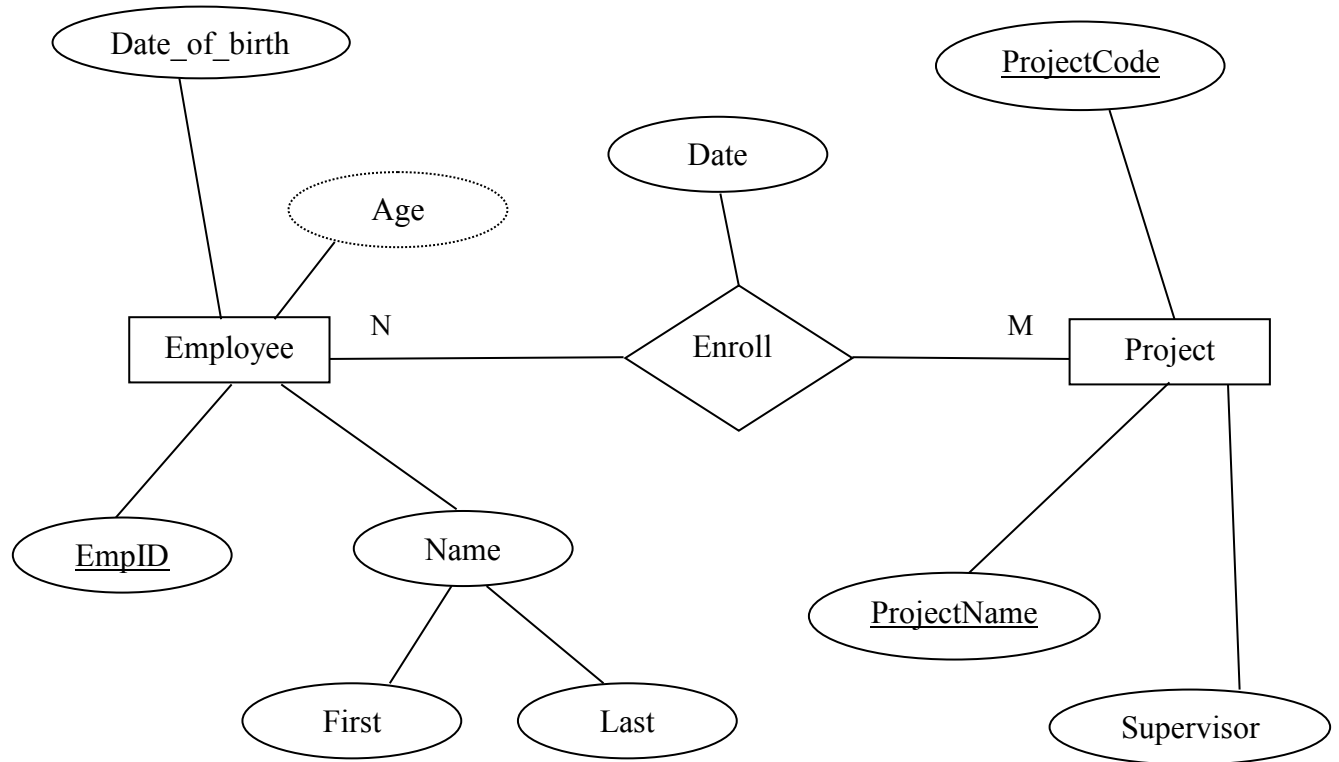 Date_of_birth
ProjectCode
Date
Age
N
M
Employee
Enroll
Project
EmpID
Name
ProjectName
First
Last
Supervisor